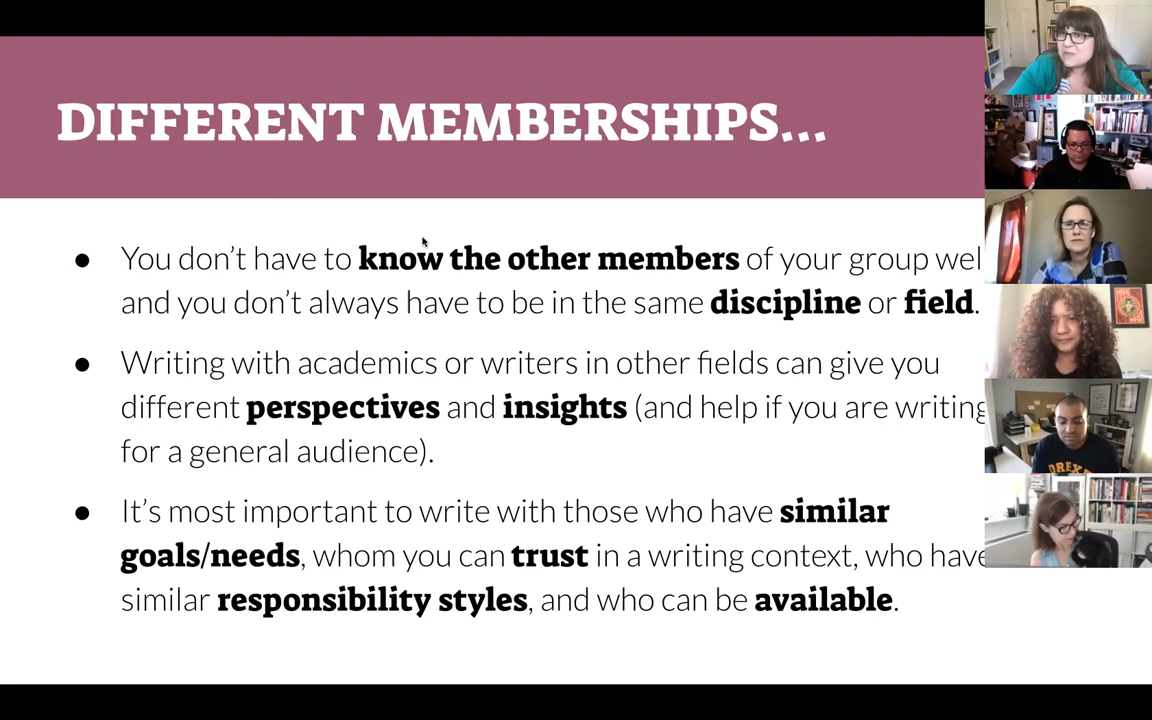 DIFFERENT MEMBERSHIPS...
● You don't have to know the other members of your group wel
and you don't always have to be in the same discipline or field.
● Writing with academics or writers in other fields can give you
different perspectives and insights (and help if you are writing
for a general audience).
● It's most important to write with those who have similar
goals/needs, whom you can trust in a writing context, who have
similar responsibility styles, and who can be available.
DREX